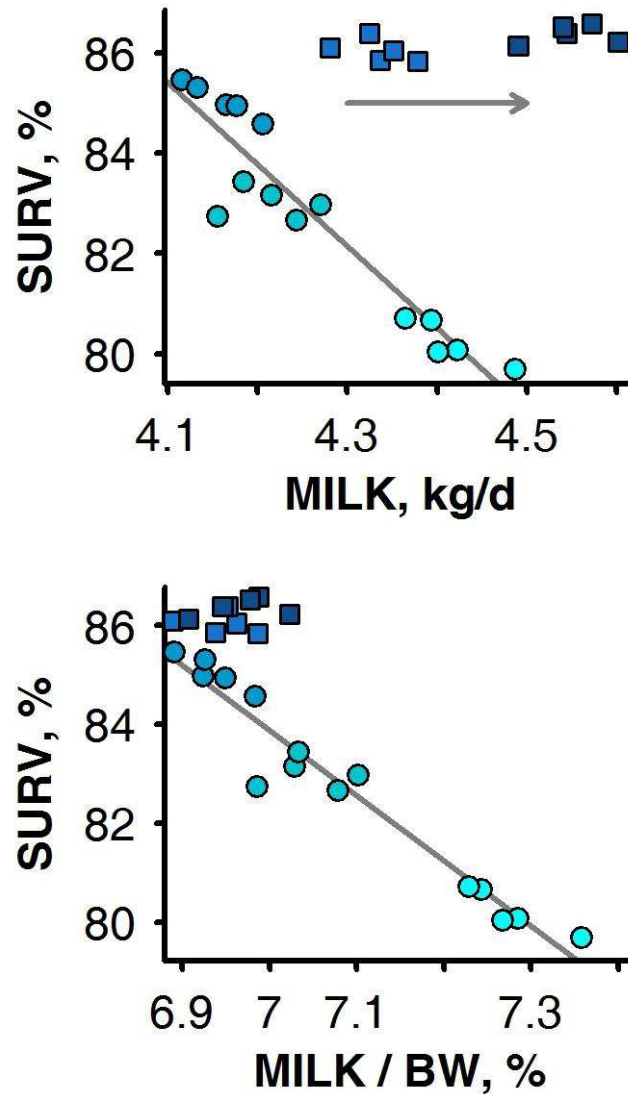 86
84
82
80
SURV, %
4.1 4.3 4.5
MILK, kg/d
86
84
82
80
SURV, %
6.9 7 7.1 7.3
MILK / BW, %